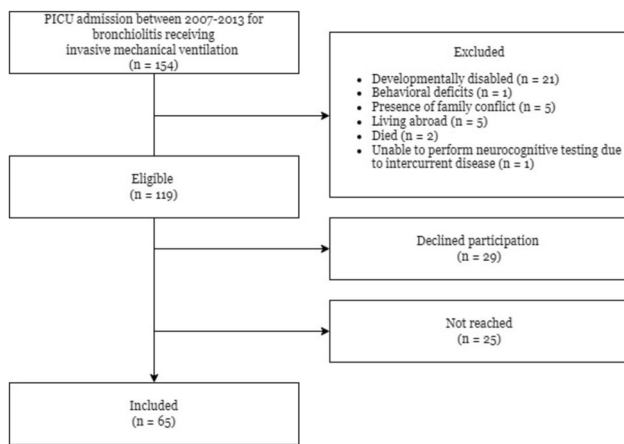 PICU admission between 2007-2013 for
bronchiolitis receiving
invasive mechanical ventilation
(n = 154)
Excluded
• Developmentally disabled (n = 21)
• Behavioral deficits (n = 1)
• Presence of family conflict (n = 5)
• Living abroad (n = 5)
• Died (n = 2)
• Unable to perform neurocognitive testing due
to intercurrent disease (n = 1)
Eligible
(n = 119)
Declined participation
(n = 29)
Not reached
(n = 25)
Included
(n = 65)